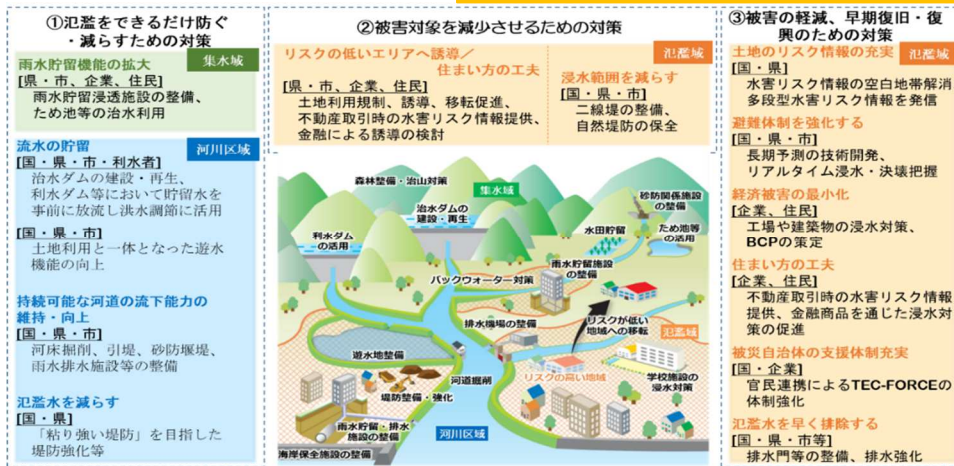 ①氾濫をできるだけ防ぐ
・減らすための対策
集水域
雨水貯留機能の拡大
[県・市、企業、住民]
雨水貯留浸透施設の整備、
ため池等の治水利用
河川区域
流水の貯留
[国・県・市・利水者]
治水ダムの建設・再生、
利水ダム等において貯留水を
事前に放流し洪水調節に活用
[国・県・市]
土地利用と一体となった遊水
機能の向上
持続可能な河道の流下能力の
維持・向上
[国・県・市]
河床掘削、引堤、砂防堰堤、
雨水排水施設等の整備
氾濫水を減らす
[国・県]
「粘り強い堤防」を目指した
堤防強化等
②被害対象を減少させるための対策
氾濫域
リスクの低いエリアへ誘導／
住まい方の工夫
[県・市、企業、住民]
土地利用規制、誘導、移転促進、
不動産取引時の水害リスク情報提供、
金融による誘導の検討
浸水範囲を減らす
[国・県・市]
二線堤の整備、
自然堤防の保全
森林整備・治山対策
集水域
砂防関係施設
の整備
治水ダムの
建設・再生
利水ダム
の活用
水田貯留
ため池等
の活用
雨水貯留施設
の整備
バックウォーター対策
排水機場の整備
リスクが低い
地域への移転
氾濫域
遊水地整備
河道掘削
リスクの高い地域
学校施設の
浸水対策
堤防整備・強化
雨水貯留・排水
施設の整備
河川区域
海岸保全施設の整備
③被害の軽減、早期復旧・復
興のための対策
氾濫域
土地のリスク情報の充実
[国・県]
水害リスク情報の空白地帯解消
多段型水害リスク情報を発信
避難体制を強化する
[国・県・市]
長期予測の技術開発、
リアルタイム浸水・決壊把握
経済被害の最小化
[企業、住民]
工場や建築物の浸水対策、
BCPの策定
住まい方の工夫
[企業、住民]
不動産取引時の水害リスク情報
提供、金融商品を通じた浸水対
策の促進
被災自治体の支援体制充実
[国・企業]
官民連携によるTEC-FORCEの
体制強化
氾濫水を早く排除する
[国・県・市等]
排水門等の整備、排水強化